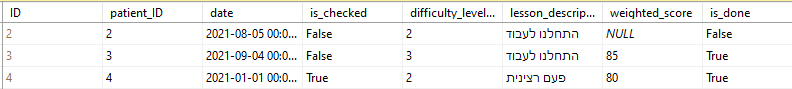 ID patient_ID date is_checked difficulty_level... lesson_descrip... weighted_score is_done
2 2 2021-08-05 00:0... False 2 התחלנו לעבוד NULL False
3 3 2021-09-04 00:0... False 3 התחלנו לעבוד 85 True
4 4 2021-01-01 00:0... True 2 פעם רצינית 80 True